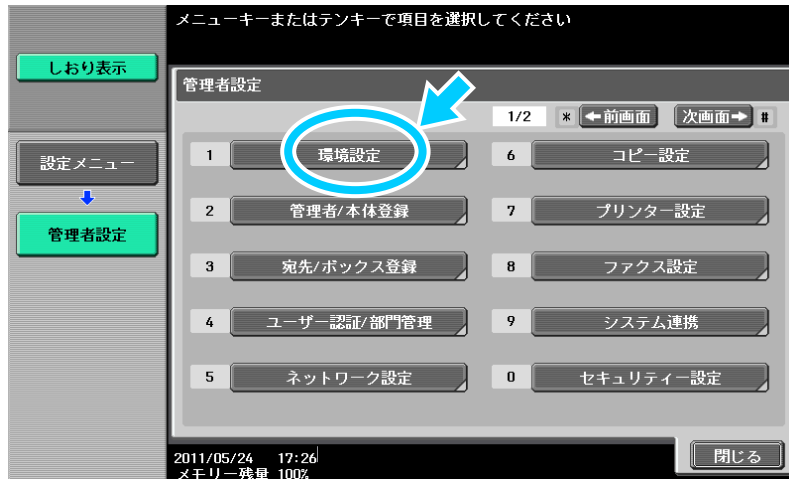 メニューキーまたはテンキーで項目を選択してください
しおり表示
設定メニュー
管理者設定
管理者設定
1/2 * ←前画面 次画面→ #
1 環境設定
2 管理者/本体登録
3 宛先/ボックス登録
4 ユーザー認証/部門管理
5 ネットワーク設定
6 コピー設定
7 プリンター設定
8 ファクス設定
9 システム連携
0 セキュリティー設定
2011/05/24 17:26
メモリー残量 100%
閉じる